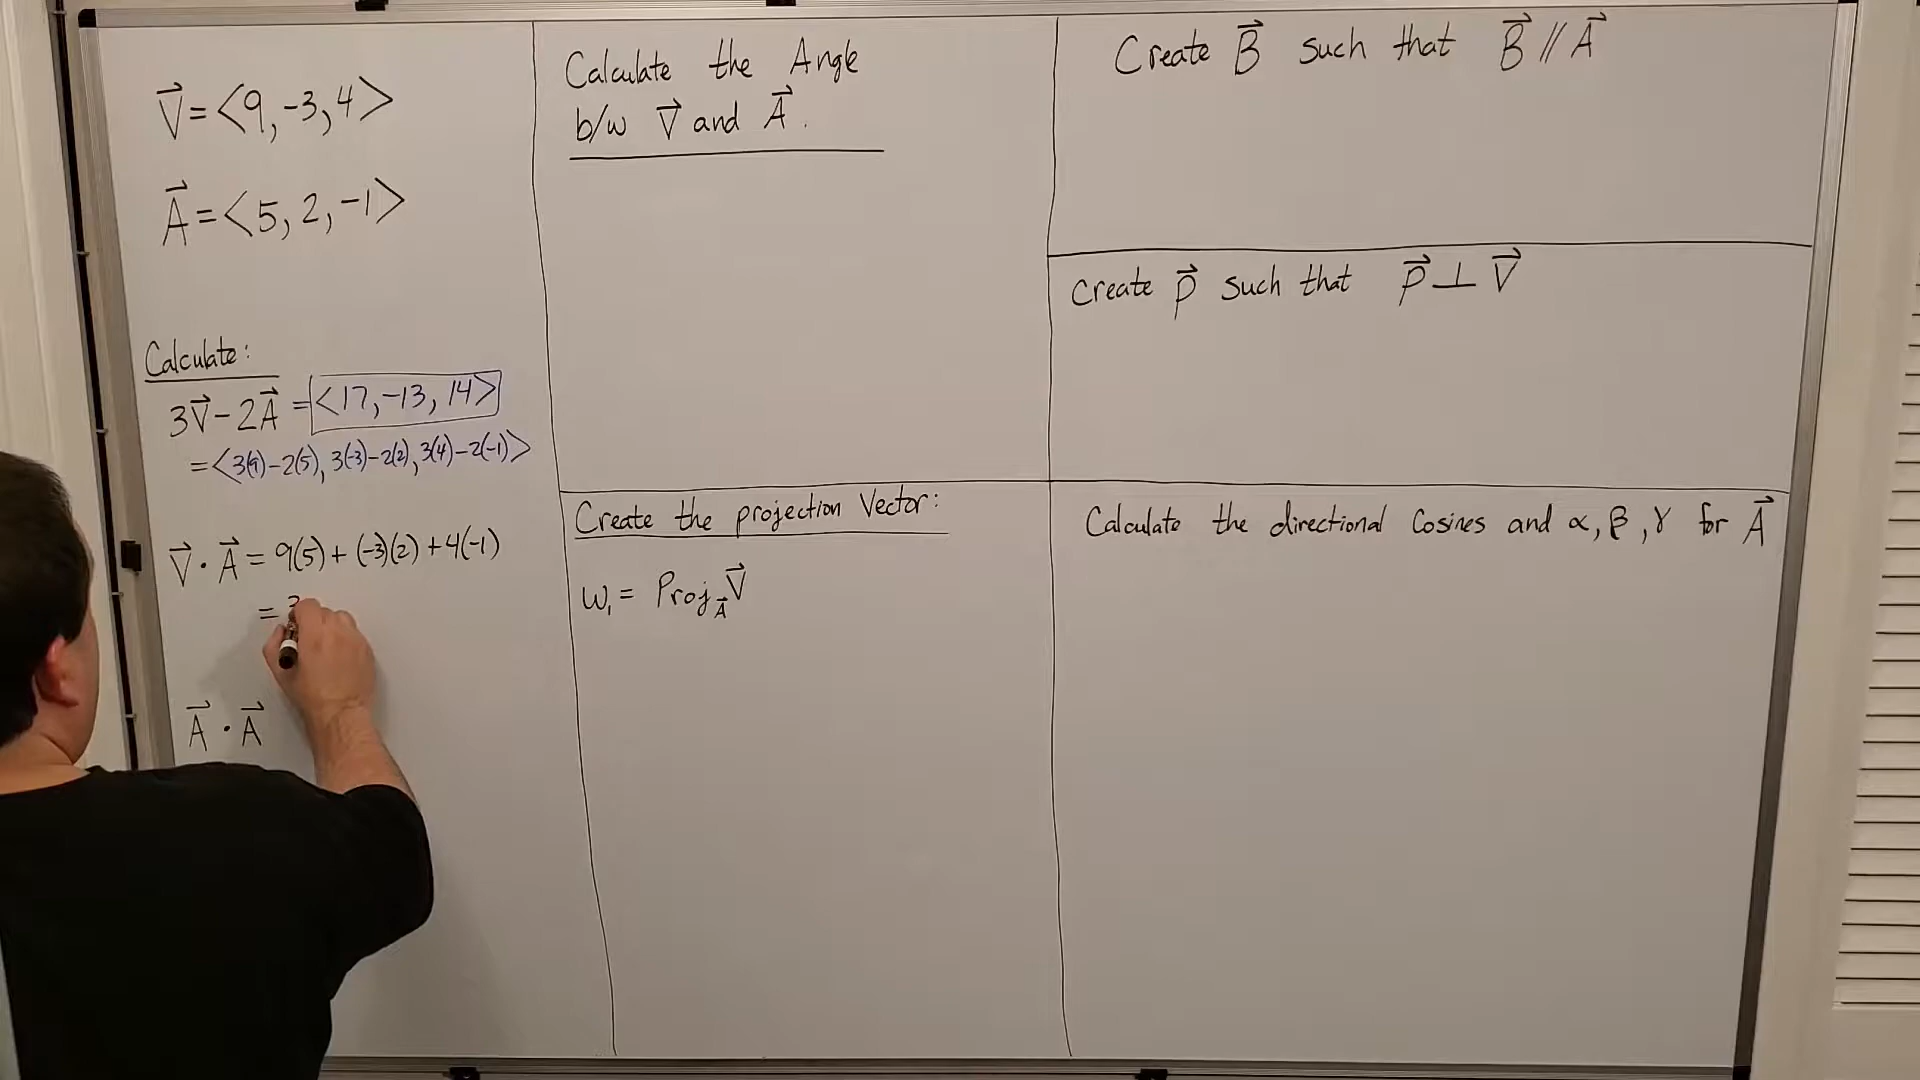 V⃗ = <9, -3, 4>
A⃗ = <5, 2, -1>
Calculate:
3V⃗ - 2A⃗ = <17, -13, 14>
= <3(9) - 2(5), 3(-3) - 2(2), 3(4) - 2(-1)>
V⃗ · A⃗ = 9(5) + (-3)(2) + 4(-1)
=
A⃗ · A⃗
Calculate the Angle
b/w V⃗ and A⃗.
Create the projection Vector:
w₁ = Proj_A⃗ V⃗
Create B⃗ such that B⃗ // A⃗
Create P⃗ such that P⃗ ⊥ V⃗
Calculate the directional Cosines and α, β, γ for A⃗